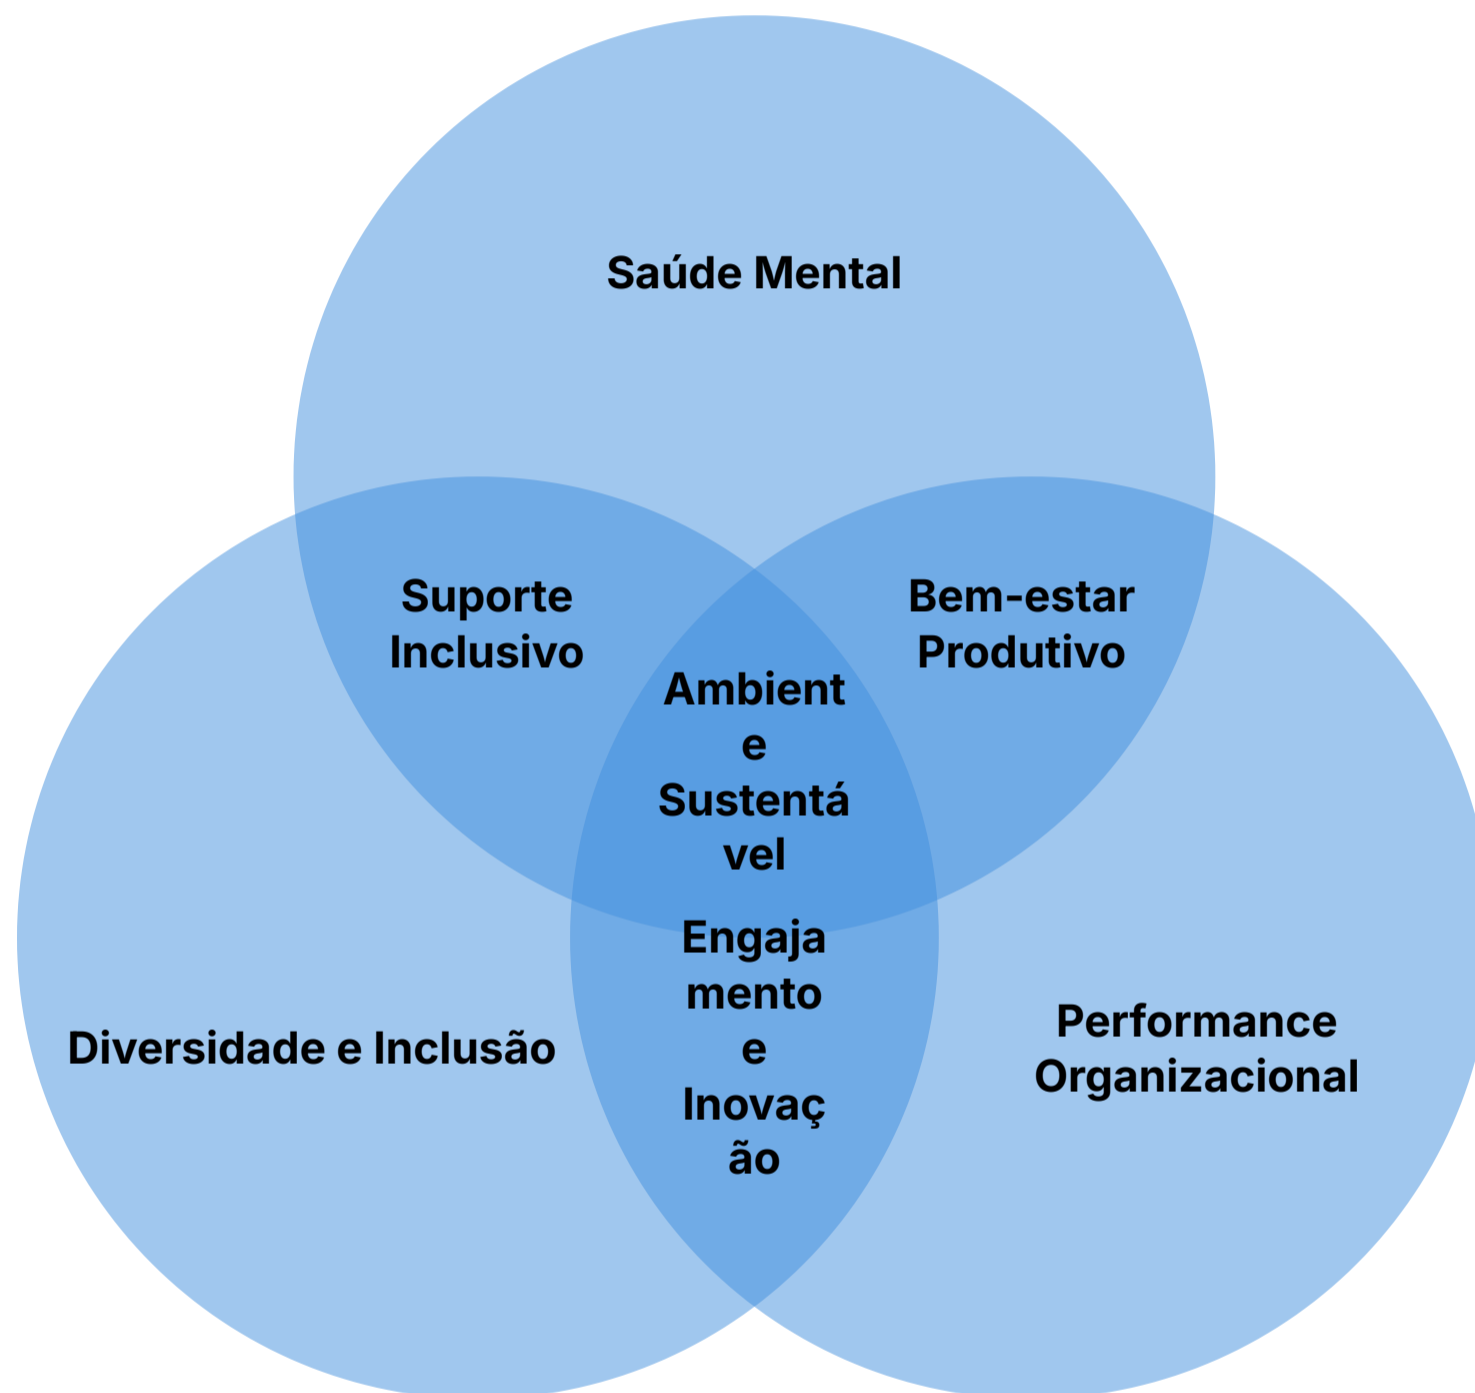 Saúde Mental
Suporte
Inclusivo
Bem-estar
Produtivo
Ambient
e
Sustentá
vel
Engaja
mento
e
Inovaç
ão
Diversidade e Inclusão
Performance
Organizacional